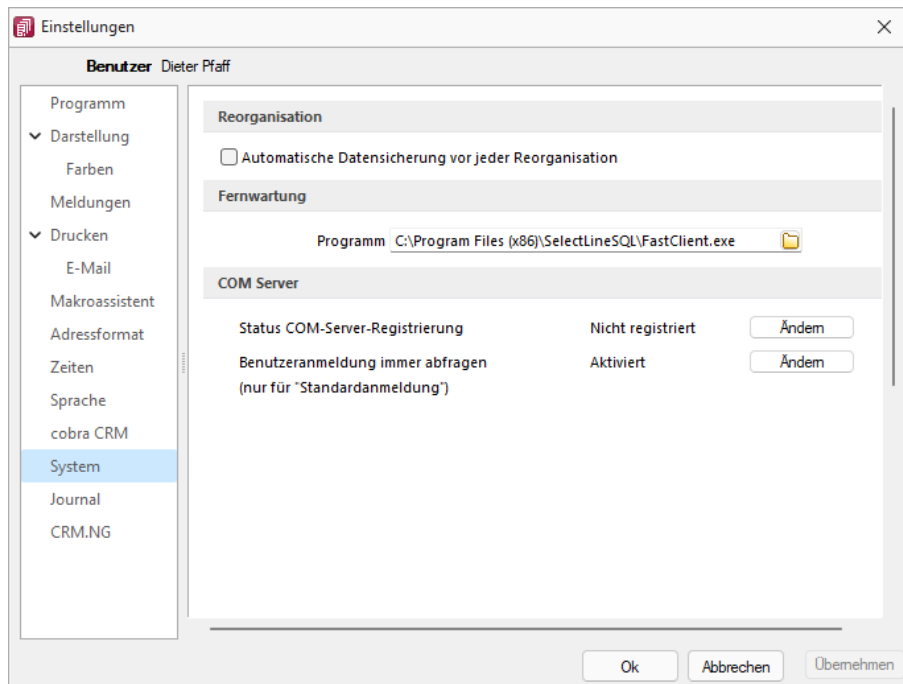 Einstellungen
Benutzer Dieter Pfaff
Programm
Darstellung
Farben
Meldungen
Drucken
E-Mail
Makroassistent
Adressformat
Zeiten
Sprache
cobra CRM
System
Journal
CRM.NG
Reorganisation
Automatische Datensicherung vor jeder Reorganisation
Fernwartung
Programm C:\Program Files (x86)\SelectLineSQL\FastClient.exe
COM Server
Status COM-Server-Registrierung Nicht registriert Ändern
Benutzeranmeldung immer abfragen Aktiviert Ändern
(nur für "Standardanmeldung")
Ok Abbrechen Übernehmen